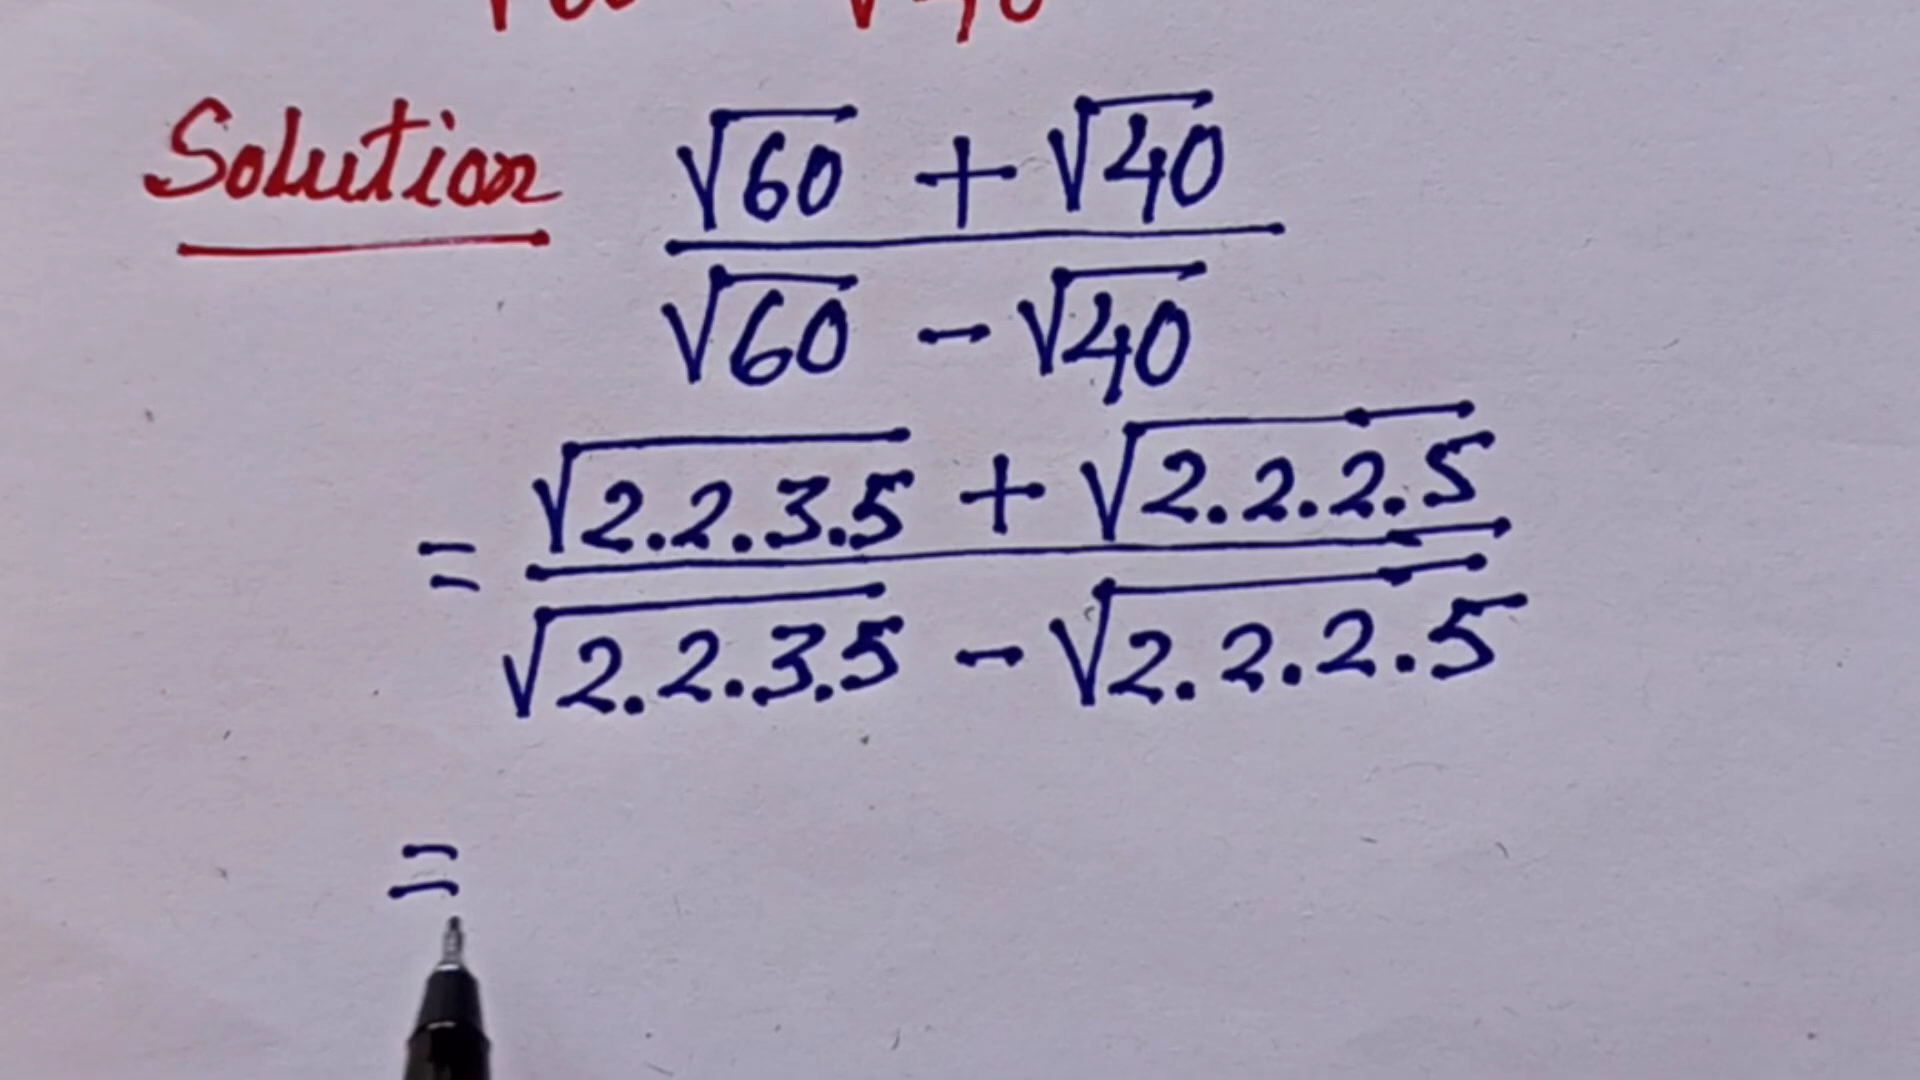 Solution √60 + √40
√60 - √40
= √2.2.3.5 + √2.2.2.5
√2.2.3.5 - √2.2.2.5
=